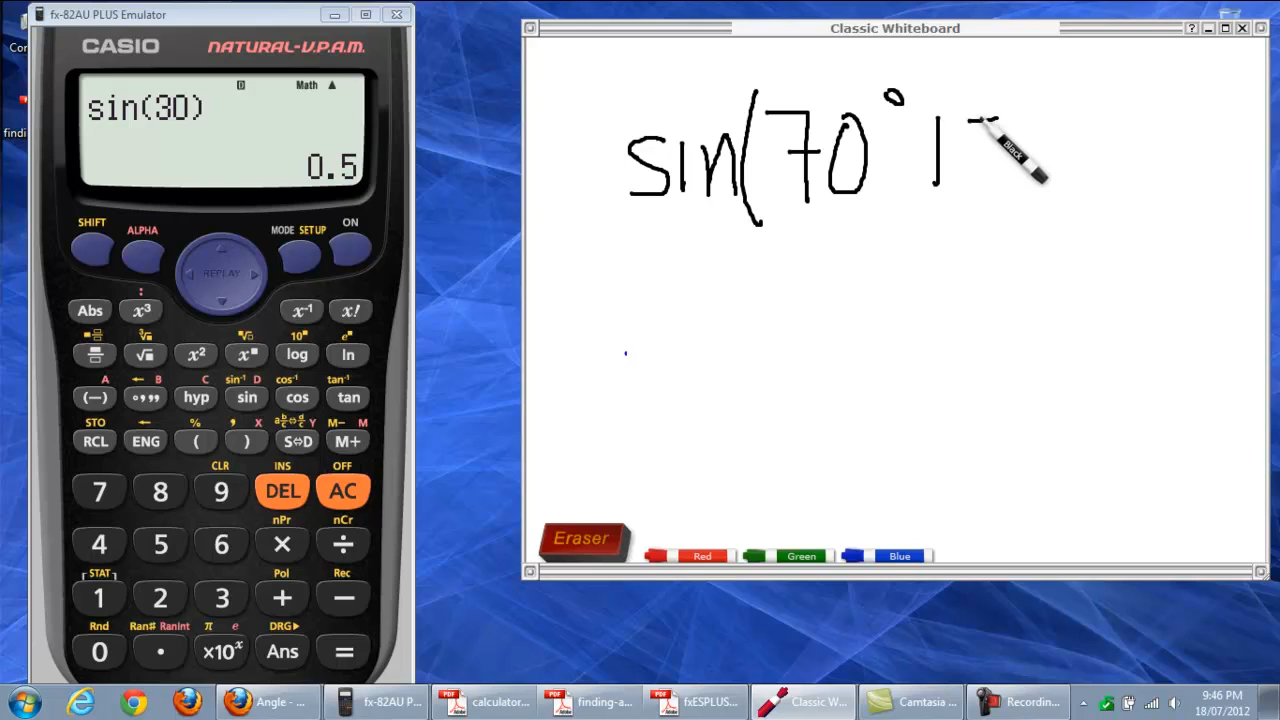 fx-82AU PLUS Emulator
CASIO NATURAL-V.P.A.M.
D Math ▲
sin(30)
0.5
SHIFT ALPHA MODE SETUP ON
REPLAY
:
Abs x³ x⁻¹ x!
10ˣ eˣ
√ x² x■ log ln
A ← B C sin⁻¹ D cos⁻¹ tan⁻¹
(—) °,,, hyp sin cos tan
STO ← % , X a b/c⇔d/c Y M− M
RCL ENG ( ) S⇔D M+
CLR INS OFF
7 8 9 DEL AC
nPr nCr
4 5 6 × ÷
STAT Pol Rec
1 2 3 + −
Rnd Ran# RanInt π e DRG▶
0 . ×10ˣ Ans =
Classic Whiteboard
sin(70° 1
Black
Eraser Red Green Blue
Angle - ... fx-82AU P... calculator... finding-a... fxESPLUS... Classic W... Camtasia ... Recordin...
9:46 PM
18/07/2012